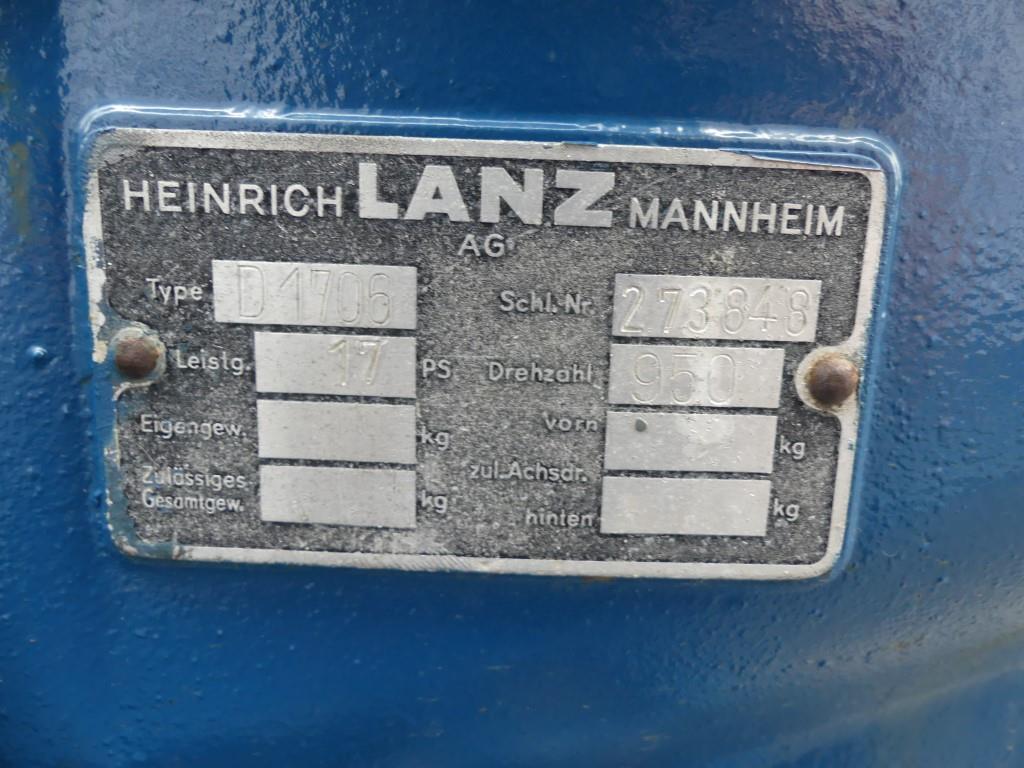 HEINRICH LANZ MANNHEIM
AG
Type D1706 Schl.Nr. 273848
Leistg. 17 PS Drehzahl 950
Eigengew. kg vorn kg
Zulässiges zul.Achsdr.
Gesamtgew. kg hinten kg